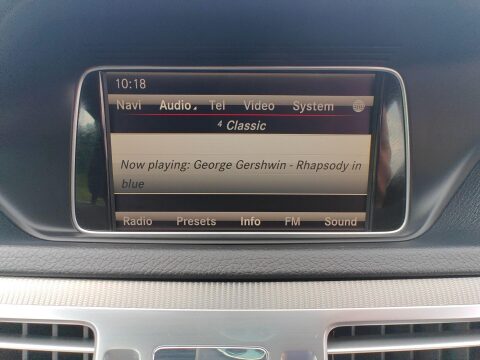 10:18
Navi Audio Tel Video System
4 Classic
Now playing: George Gershwin - Rhapsody in
blue
Radio Presets Info FM Sound